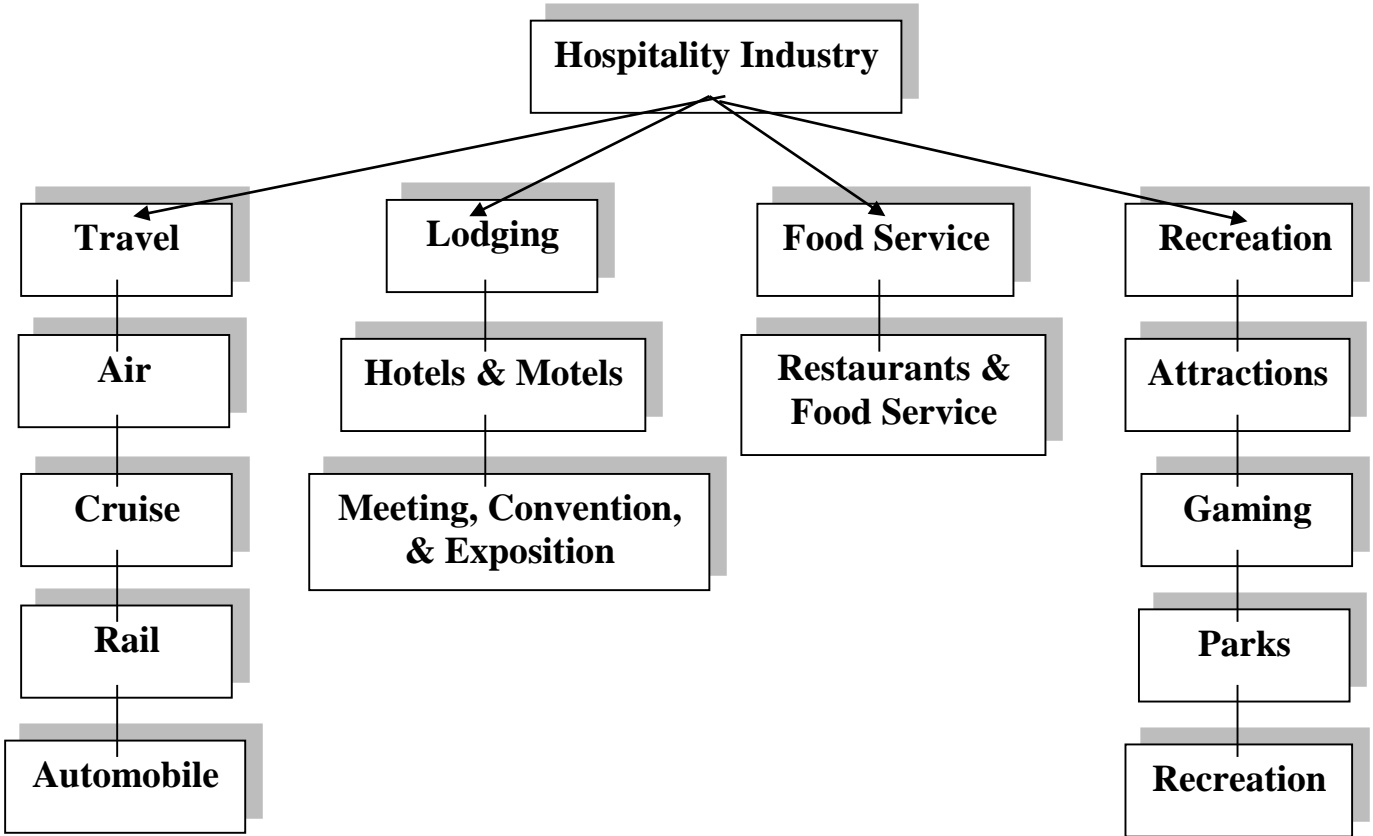 Hospitality Industry
Travel
Lodging
Food Service
Recreation
Air
Hotels & Motels
Restaurants &
Food Service
Attractions
Cruise
Meeting, Convention,
& Exposition
Gaming
Rail
Parks
Automobile
Recreation